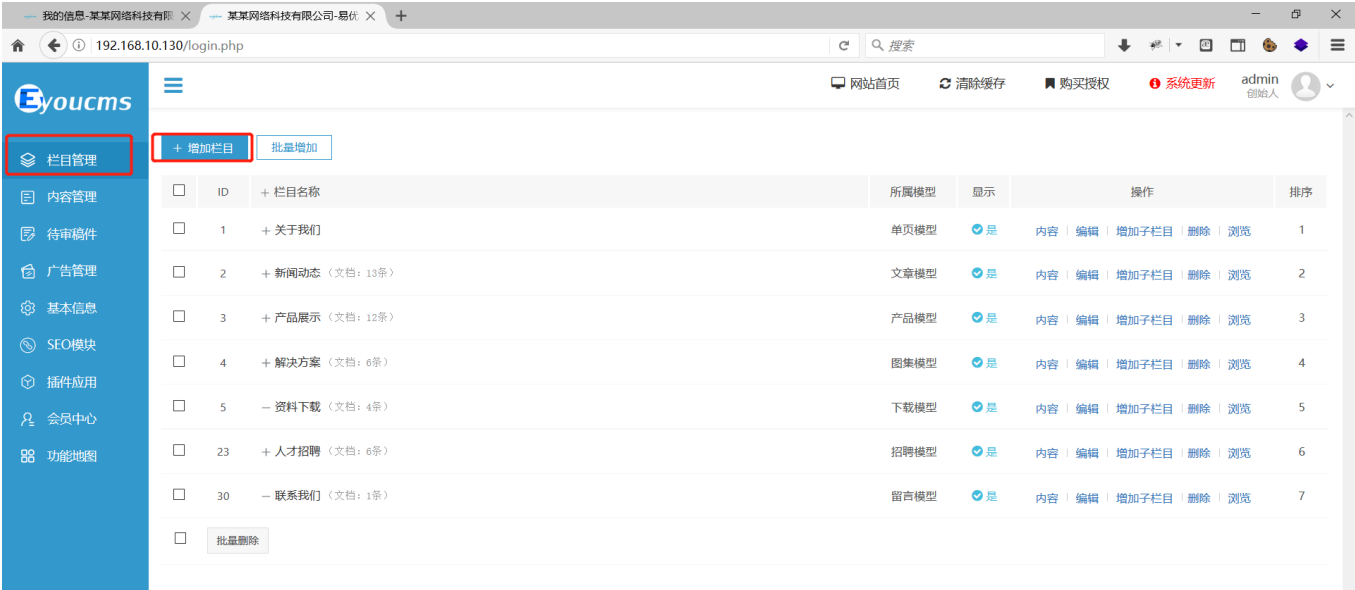 我的信息-某某网络科技有限
某某网络科技有限公司-易优
192.168.10.130/login.php
搜索
Eyoucms
网站首页 清除缓存 购买授权 系统更新 admin
创始人
栏目管理
内容管理
待审稿件
广告管理
基本信息
SEO模块
插件应用
会员中心
功能地图
+ 增加栏目 批量增加
ID + 栏目名称 所属模型 显示 操作 排序
1 + 关于我们 单页模型 是 内容 | 编辑 | 增加子栏目 | 删除 | 浏览 1
2 + 新闻动态 (文档: 13条) 文章模型 是 内容 | 编辑 | 增加子栏目 | 删除 | 浏览 2
3 + 产品展示 (文档: 12条) 产品模型 是 内容 | 编辑 | 增加子栏目 | 删除 | 浏览 3
4 + 解决方案 (文档: 6条) 图集模型 是 内容 | 编辑 | 增加子栏目 | 删除 | 浏览 4
5 − 资料下载 (文档: 4条) 下载模型 是 内容 | 编辑 | 增加子栏目 | 删除 | 浏览 5
23 + 人才招聘 (文档: 6条) 招聘模型 是 内容 | 编辑 | 增加子栏目 | 删除 | 浏览 6
30 − 联系我们 (文档: 1条) 留言模型 是 内容 | 编辑 | 增加子栏目 | 删除 | 浏览 7
批量删除